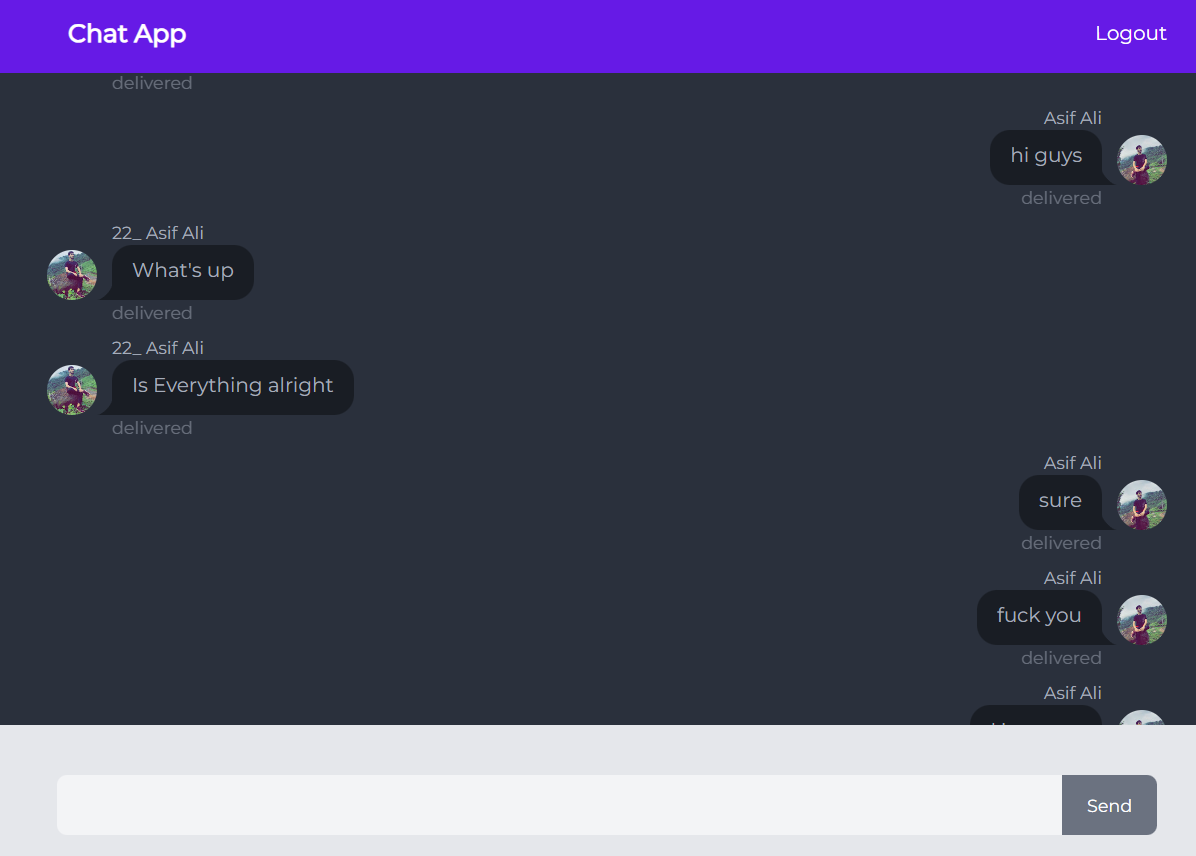 Chat App
Logout
delivered
Asif Ali
hi guys
delivered
22_ Asif Ali
What's up
delivered
22_ Asif Ali
Is Everything alright
delivered
Asif Ali
sure
delivered
Asif Ali
fuck you
delivered
Asif Ali
Send